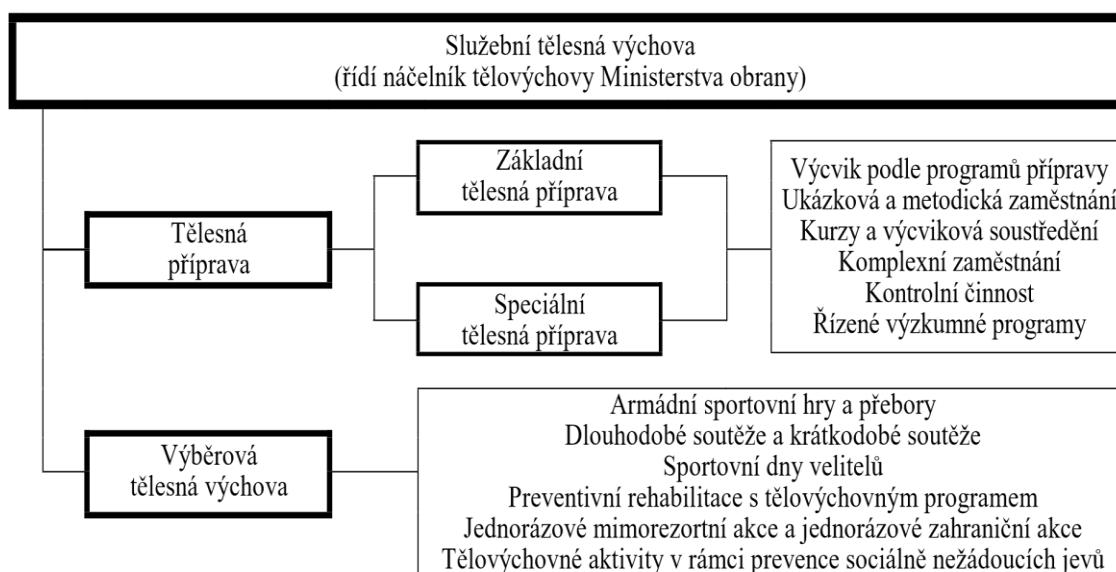 Služební tělesná výchova
(řídí náčelník tělovýchovy Ministerstva obrany)
Základní
tělesná příprava
Výcvik podle programů přípravy
Ukázková a metodická zaměstnání
Kurzy a výcviková soustředění
Komplexní zaměstnání
Kontrolní činnost
Řízené výzkumné programy
Tělesná
příprava
Speciální
tělesná příprava
Armádní sportovní hry a přebory
Dlouhodobé soutěže a krátkodobé soutěže
Sportovní dny velitelů
Preventivní rehabilitace s tělovýchovným programem
Jednorázové mimorezortní akce a jednorázové zahraniční akce
Tělovýchovné aktivity v rámci prevence sociálně nežádoucích jevů
Výběrová
tělesná výchova